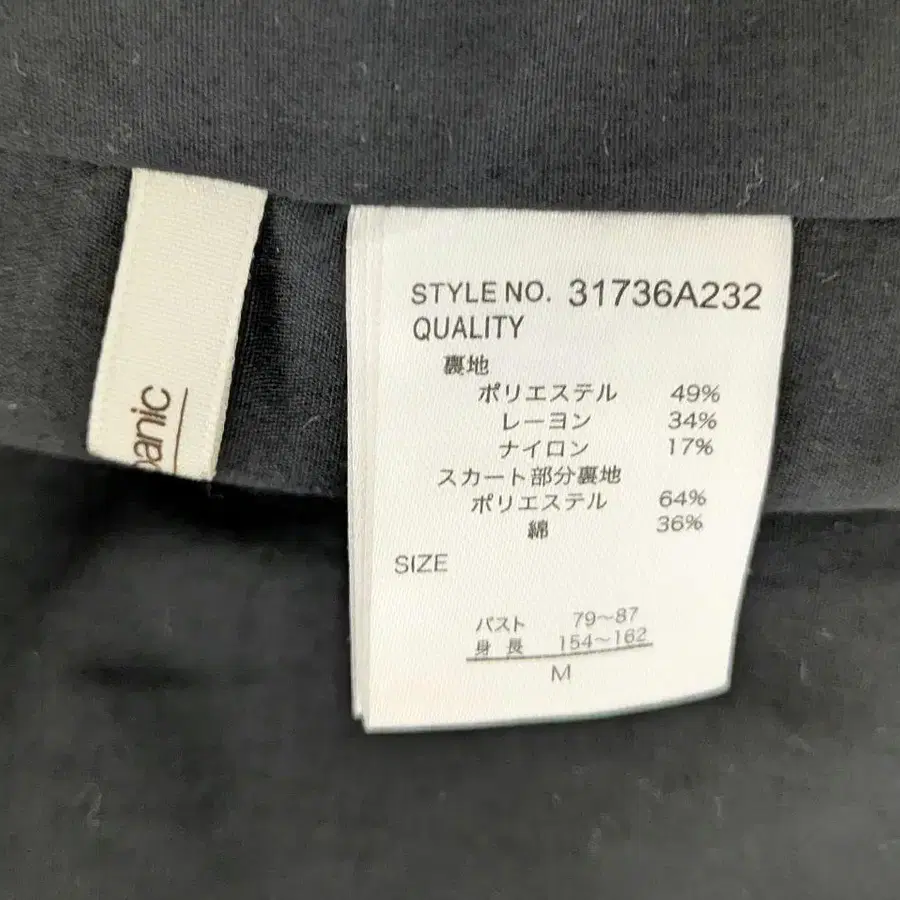 STYLE NO. 31736A232
QUALITY
裏地
ポリエステル 49%
レーヨン 34%
ナイロン 17%
スカート部分裏地
ポリエステル 64%
綿 36%
SIZE
バスト 79〜87
身 長 154〜162
M